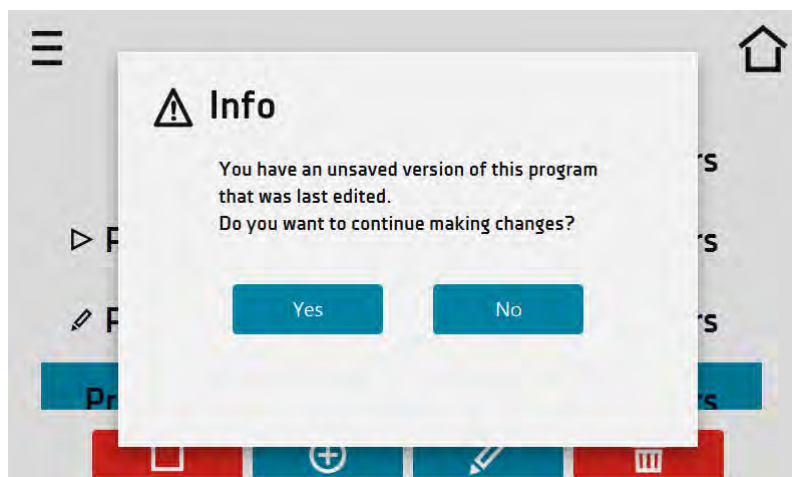 Info
You have an unsaved version of this program
that was last edited.
Do you want to continue making changes?
Yes
No